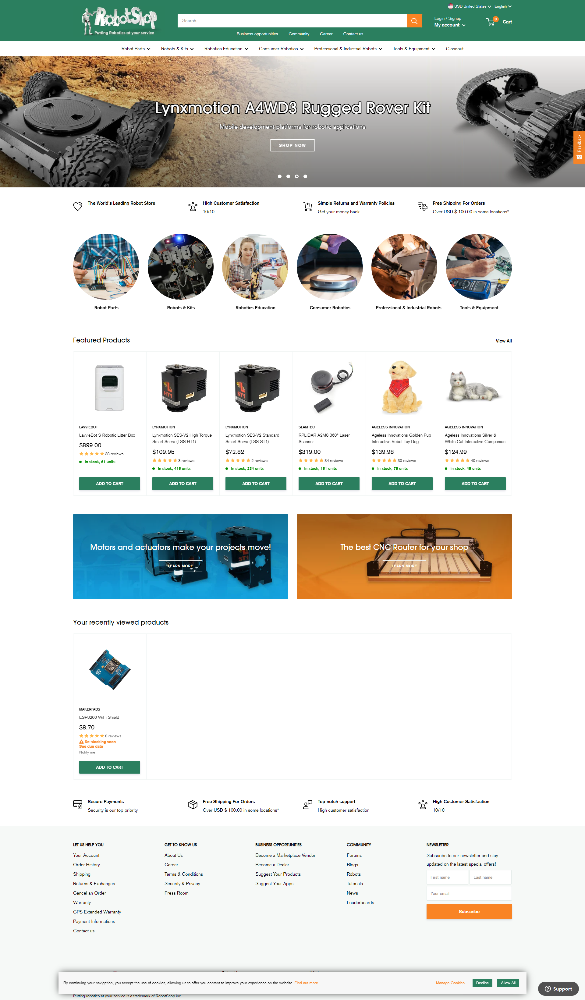 USD United States English
RobotShop
Putting Robotics at your service
Search..
Login / Signup
My account
0
Cart
Business opportunities Community Career Contact us
Robot Parts Robots & Kits Robotics Education Consumer Robotics Professional & Industrial Robots Tools & Equipment Closeout
Lynxmotion A4WD3 Rugged Rover Kit
Mobile development platforms for robotic applications
SHOP NOW
Feedback
The World's Leading Robot Store
High Customer Satisfaction
10/10
Simple Returns and Warranty Policies
Get your money back
Free Shipping For Orders
Over USD $ 100.00 in some locations*
Robot Parts
Robots & Kits
Robotics Education
Consumer Robotics
Professional & Industrial Robots
Tools & Equipment
Featured Products
View All
HT1
ST1
LAVVIEBOT
LavvieBot S Robotic Litter Box
$899.00
38 reviews
In stock, 61 units
ADD TO CART
LYNXMOTION
Lynxmotion SES-V2 High Torque
Smart Servo (LSS-HT1)
$109.95
3 reviews
In stock, 416 units
ADD TO CART
LYNXMOTION
Lynxmotion SES-V2 Standard
Smart Servo (LSS-ST1)
$72.82
2 reviews
In stock, 234 units
ADD TO CART
SLAMTEC
RPLIDAR A2M8 360° Laser
Scanner
$319.00
34 reviews
In stock, 161 units
ADD TO CART
AGELESS INNOVATION
Ageless Innovations Golden Pup
Interactive Robot Toy Dog
$139.98
30 reviews
In stock, 78 units
ADD TO CART
AGELESS INNOVATION
Ageless Innovations Silver &
White Cat Interactive Companion
$124.99
40 reviews
In stock, 45 units
ADD TO CART
Motors and actuators make your projects move!
ST1
LEARN MORE
The best CNC Router for your shop
LEARN MORE
Your recently viewed products
MAKERFABS
ESP8266 WiFi Shield
$8.70
8 reviews
Re-stocking soon
See due date
Notify me
ADD TO CART
Secure Payments
Security is our top priority
Free Shipping For Orders
Over USD $ 100.00 in some locations*
Top-notch support
High customer satisfaction
High Customer Satisfaction
10/10
LET US HELP YOU
Your Account
Order History
Shipping
Returns & Exchanges
Cancel an Order
Warranty
CPS Extended Warranty
Payment Informations
Contact us
GET TO KNOW US
About Us
Career
Terms & Conditions
Security & Privacy
Press Room
BUSINESS OPPORTUNITIES
Become a Marketplace Vendor
Become a Dealer
Suggest Your Products
Suggest Your Apps
COMMUNITY
Forums
Blogs
Robots
Tutorials
News
Leaderboards
NEWSLETTER
Subscribe to our newsletter and stay
updated on the latest special offers!
First name
Last name
Your email
Subscribe
By continuing your navigation, you accept the use of cookies, allowing us to offer you content to improve your experience on the website. Find out more
Manage Cookies
Decline
Allow All
Support
Putting robotics at your service is a trademark of RobotShop inc.